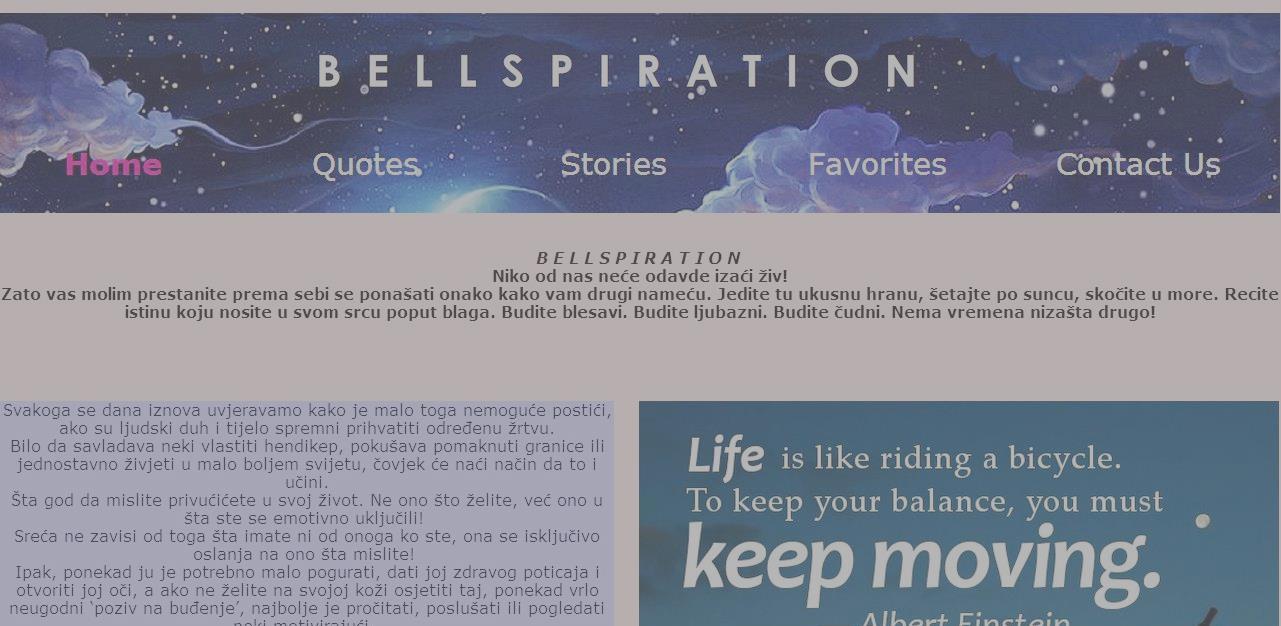 BELLSPIRATION
Home Quotes Stories Favorites Contact Us
BELLSPIRATION
Niko od nas neće odavde izaći živ!
Zato vas molim prestanite prema sebi se ponašati onako kako vam drugi nameću. Jedite tu ukusnu hranu, šetajte po suncu, skočite u more. Recite
istinu koju nosite u svom srcu poput blaga. Budite blesavi. Budite ljubazni. Budite čudni. Nema vremena nizašta drugo!
Svakoga se dana iznova uvjeravamo kako je malo toga nemoguće postići,
ako su ljudski duh i tijelo spremni prihvatiti određenu žrtvu.
Bilo da savladava neki vlastiti hendikep, pokušava pomaknuti granice ili
jednostavno živjeti u malo boljem svijetu, čovjek će naći način da to i
učini.
Šta god da mislite privućićete u svoj život. Ne ono što želite, već ono u
šta ste se emotivno uključili!
Sreća ne zavisi od toga šta imate ni od onoga ko ste, ona se isključivo
oslanja na ono šta mislite!
Ipak, ponekad ju je potrebno malo pogurati, dati joj zdravog poticaja i
otvoriti joj oči, a ako ne želite na svojoj koži osjetiti taj, ponekad vrlo
neugodni ‘poziv na buđenje’, najbolje je pročitati, poslušati ili pogledati
neki motivirajući
Life is like riding a bicycle.
To keep your balance, you must
keep moving.
Albert Einstein